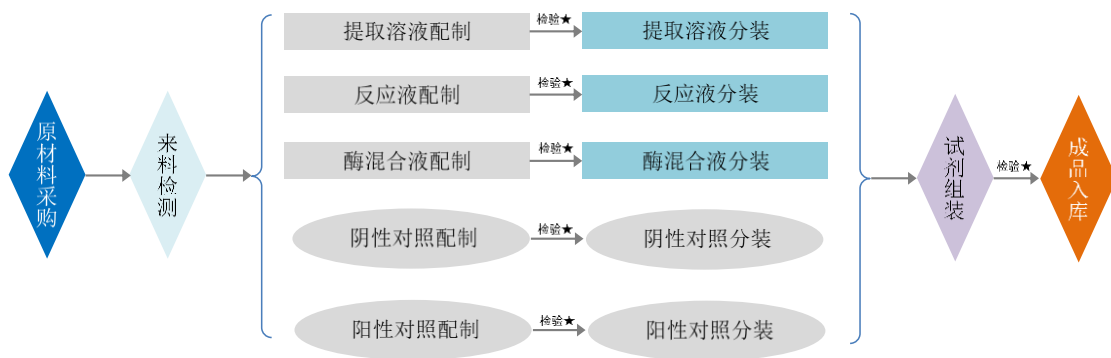 原材料采购
来料检测
提取溶液配制
检验★
提取溶液分装
反应液配制
检验★
反应液分装
酶混合液配制
检验★
酶混合液分装
阴性对照配制
检验★
阴性对照分装
阳性对照配制
检验★
阳性对照分装
试剂组装
检验★
成品入库